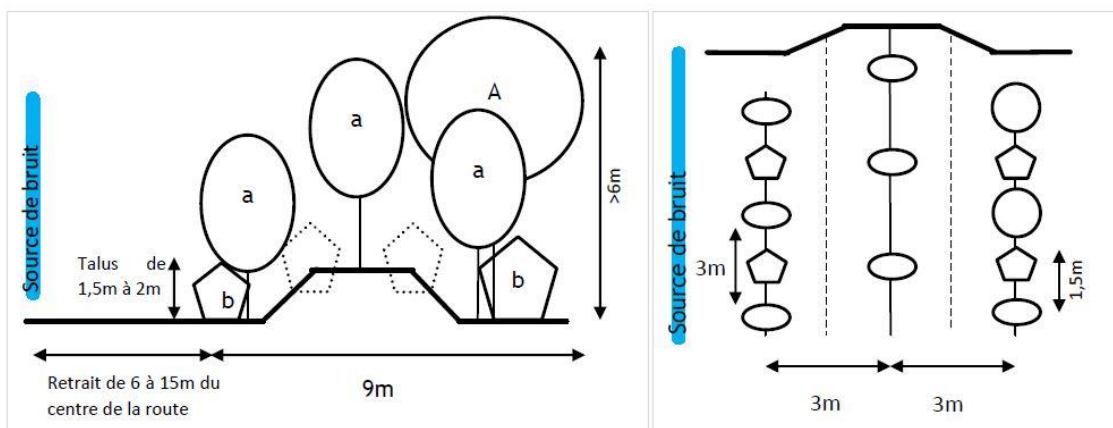 Source de bruit
Talus de
1,5m à 2m
b
a
a
A
a
b
>6m
Retrait de 6 à 15m du
centre de la route
9m
Source de bruit
3m
1,5m
3m
3m